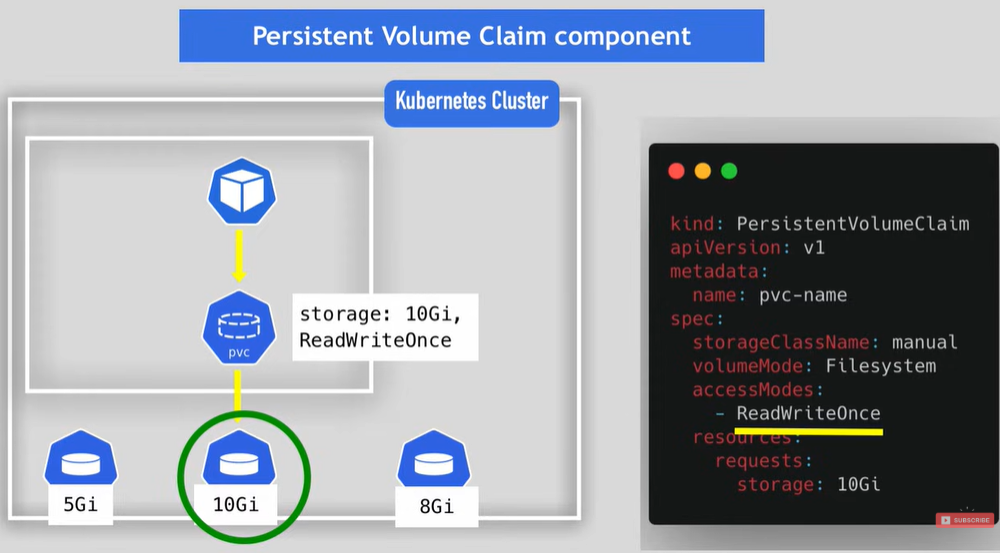 Persistent Volume Claim component
Kubernetes Cluster
pvc
storage: 10Gi,
ReadWriteOnce
5Gi
10Gi
8Gi
kind: PersistentVolumeClaim
apiVersion: v1
metadata:
  name: pvc-name
spec:
  storageClassName: manual
  volumeMode: Filesystem
  accessModes:
    - ReadWriteOnce
  resources:
    requests:
      storage: 10Gi
SUBSCRIBE